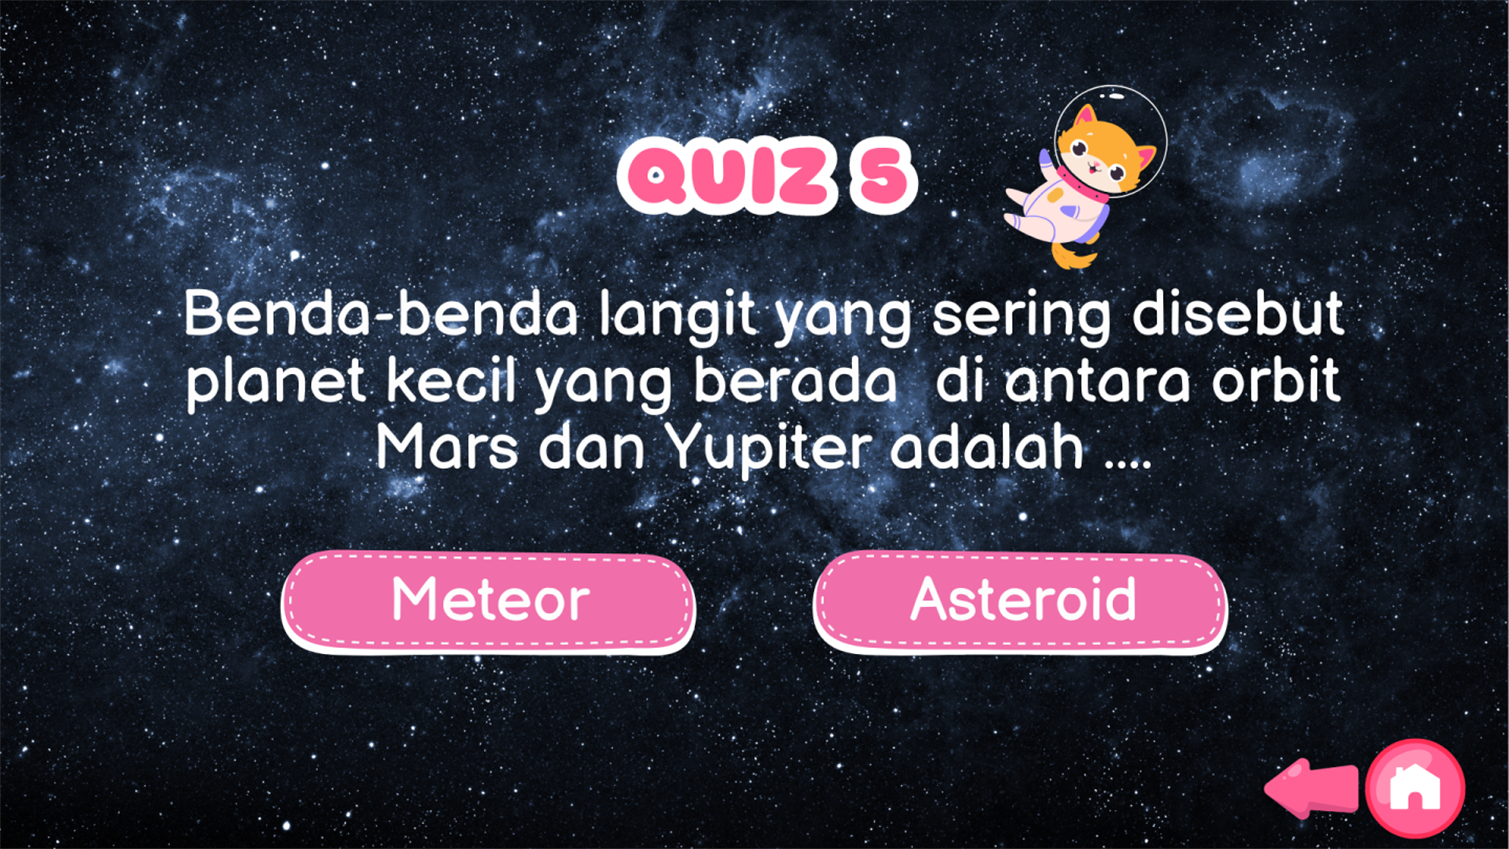 QUIZ 5
Benda-benda langit yang sering disebut
planet kecil yang berada di antara orbit
Mars dan Yupiter adalah ....
Meteor
Asteroid